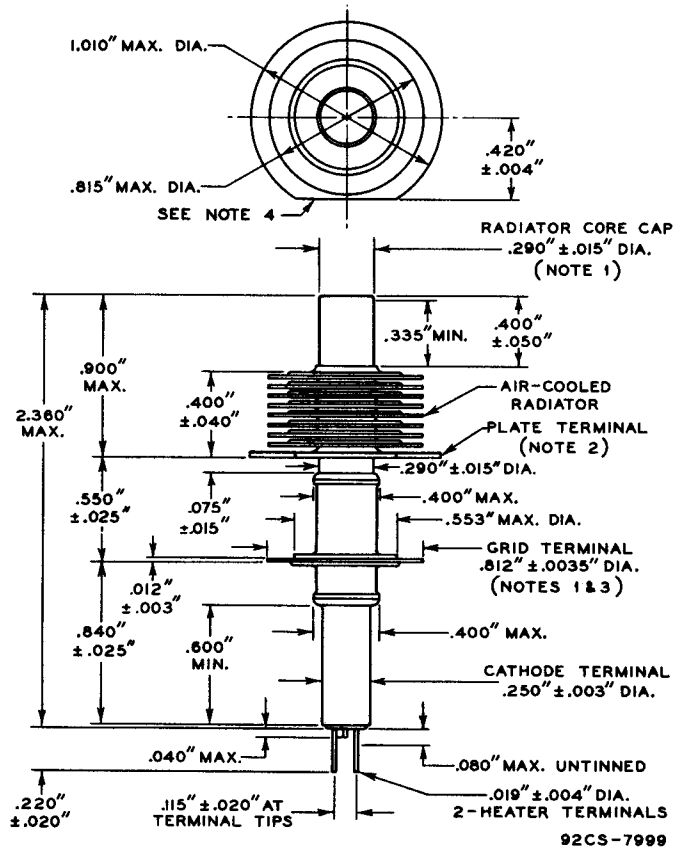 1.010" MAX. DIA.
.420"
±.004"
.815" MAX. DIA.
SEE NOTE 4
RADIATOR CORE CAP
.290" ±.015" DIA.
(NOTE 1)
.335" MIN.
.400"
±.050"
.900"
MAX.
.400"
±.040"
AIR-COOLED
RADIATOR
2.360"
MAX.
PLATE TERMINAL
(NOTE 2)
.290" ±.015" DIA.
.550"
±.025"
.075"
±.015"
.400" MAX.
.553" MAX. DIA.
GRID TERMINAL
.812" ±.0035" DIA.
(NOTES 1 & 3)
.012"
±.003"
.840"
±.025"
.600"
MIN.
.400" MAX.
CATHODE TERMINAL
.250" ±.003" DIA.
.040" MAX.
.080" MAX. UNTINNED
.220"
±.020"
.115" ±.020" AT
TERMINAL TIPS
.019" ±.004" DIA.
2-HEATER TERMINALS
92CS-7999